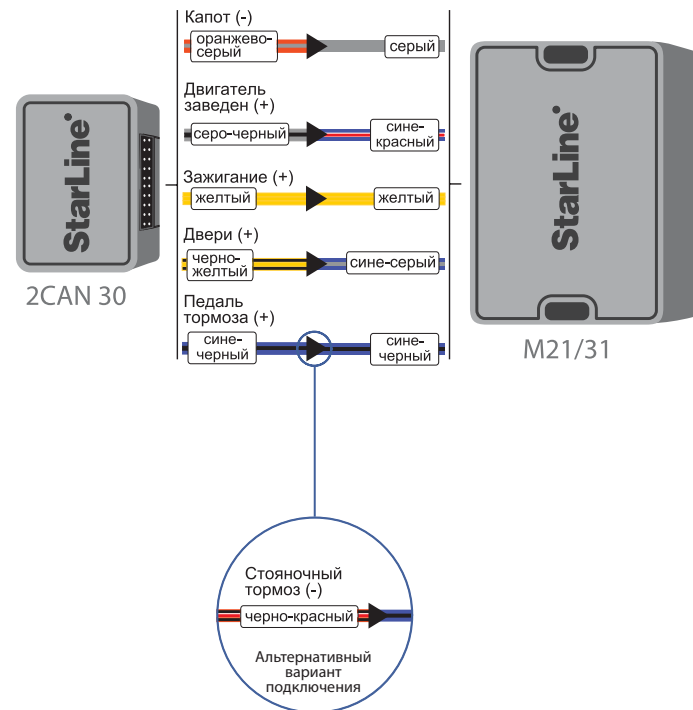 Капот (-)
оранжево-
серый
серый
Двигатель
заведен (+)
серо-черный
сине-
красный
Зажигание (+)
желтый
желтый
Двери (+)
черно-
желтый
сине-серый
Педаль
тормоза (+)
сине-
черный
сине-
черный
StarLine
2CAN 30
StarLine
M21/31
Стояночный
тормоз (-)
черно-красный
Альтернативный
вариант
подключения